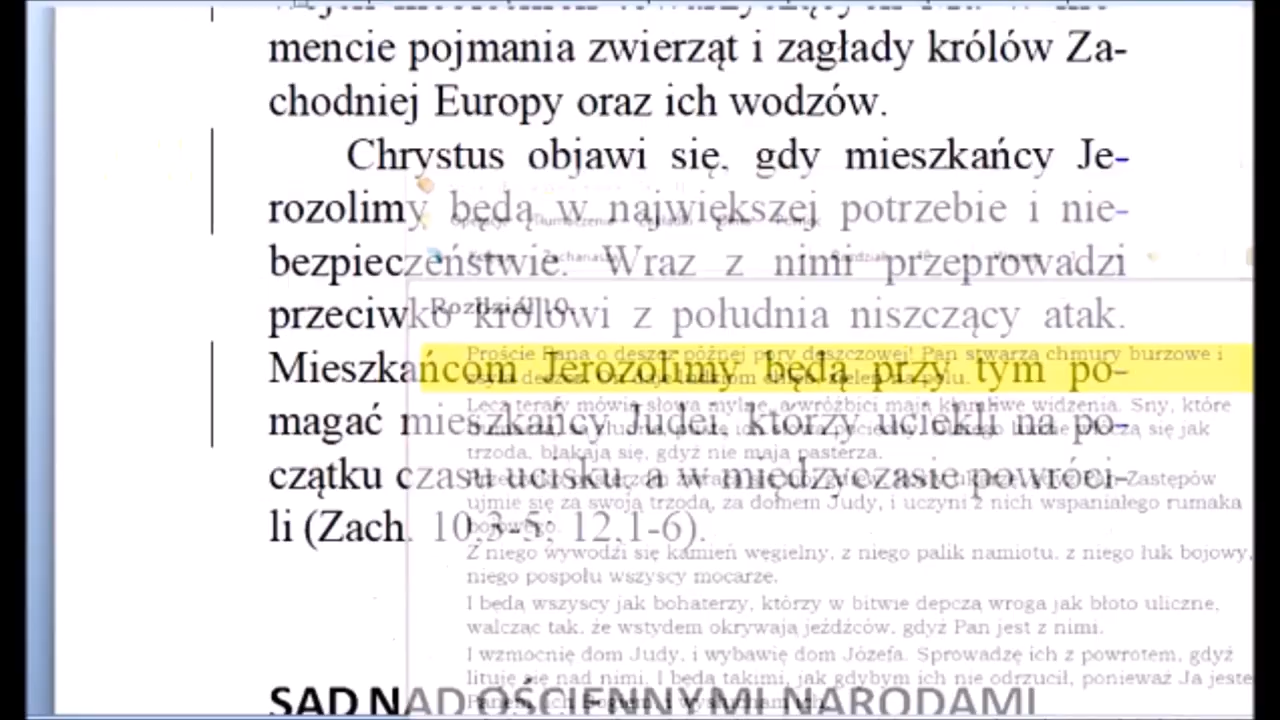 mencie pojmania zwierząt i zagłady królów Za-
chodniej Europy oraz ich wodzów.
Chrystus objawi się, gdy mieszkańcy Je-
rozolimy będą w największej potrzebie i nie-
bezpieczeństwie. Wraz z nimi przeprowadzi
przeciwko królowi z południa niszczący atak.
Mieszkańcom Jerozolimy będą przy tym po-
magać mieszkańcy Judei, którzy uciekli na po-
czątku czasu ucisku, a w międzyczasie powróci-
li (Zach. 10,3-5; 12,1-6).
SĄD NAD OŚCIENNYMI NARODAMI
Rozdział 10.
Proście Pana o deszcz późnej pory deszczowej! Pan stwarza chmury burzowe i
Lecz terafy mówią słowa mylne, a wróżbici mają kłamliwe widzenia. Sny, które
trzoda, błąkają się, gdyż nie mają pasterza.
Zastępów
ujmie się za swoją trzodą, za domem Judy, i uczyni z nich wspaniałego rumaka
bojowego.
Z niego wywodzi się kamień węgielny, z niego palik namiotu, z niego łuk bojowy,
niego pospołu wszyscy mocarze.
I będą wszyscy jak bohaterzy, którzy w bitwie depczą wroga jak błoto uliczne,
walcząc tak, że wstydem okrywają jeźdźców, gdyż Pan jest z nimi.
I wzmocnię dom Judy, i wybawię dom Józefa. Sprowadzę ich z powrotem, gdyż
lituję się nad nimi. I będą takimi, jak gdybym ich nie odrzucił, ponieważ Ja jeste